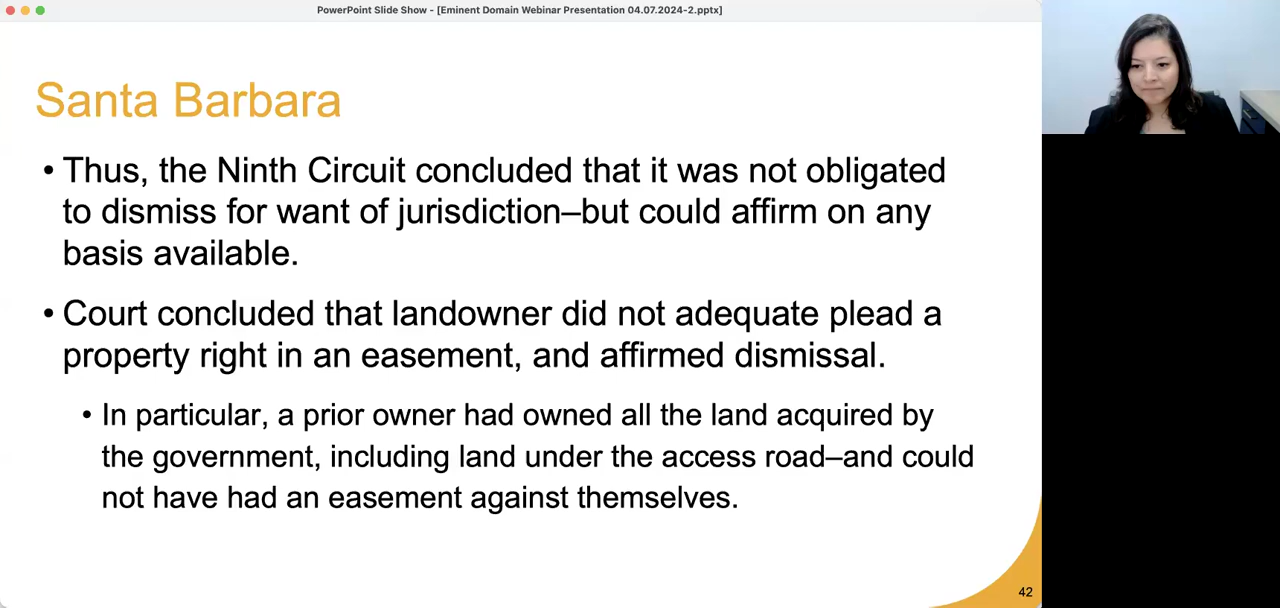 PowerPoint Slide Show - [Eminent Domain Webinar Presentation 04.07.2024-2.pptx]
Santa Barbara
• Thus, the Ninth Circuit concluded that it was not obligated
to dismiss for want of jurisdiction–but could affirm on any
basis available.
• Court concluded that landowner did not adequate plead a
property right in an easement, and affirmed dismissal.
• In particular, a prior owner had owned all the land acquired by
the government, including land under the access road–and could
not have had an easement against themselves.
42